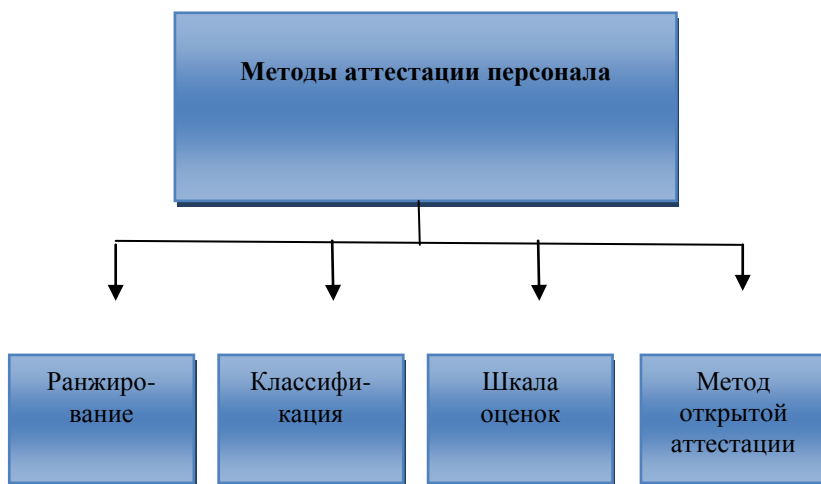 Методы аттестации персонала
Ранжиро-
вание
Классифи-
кация
Шкала
оценок
Метод
открытой
аттестации